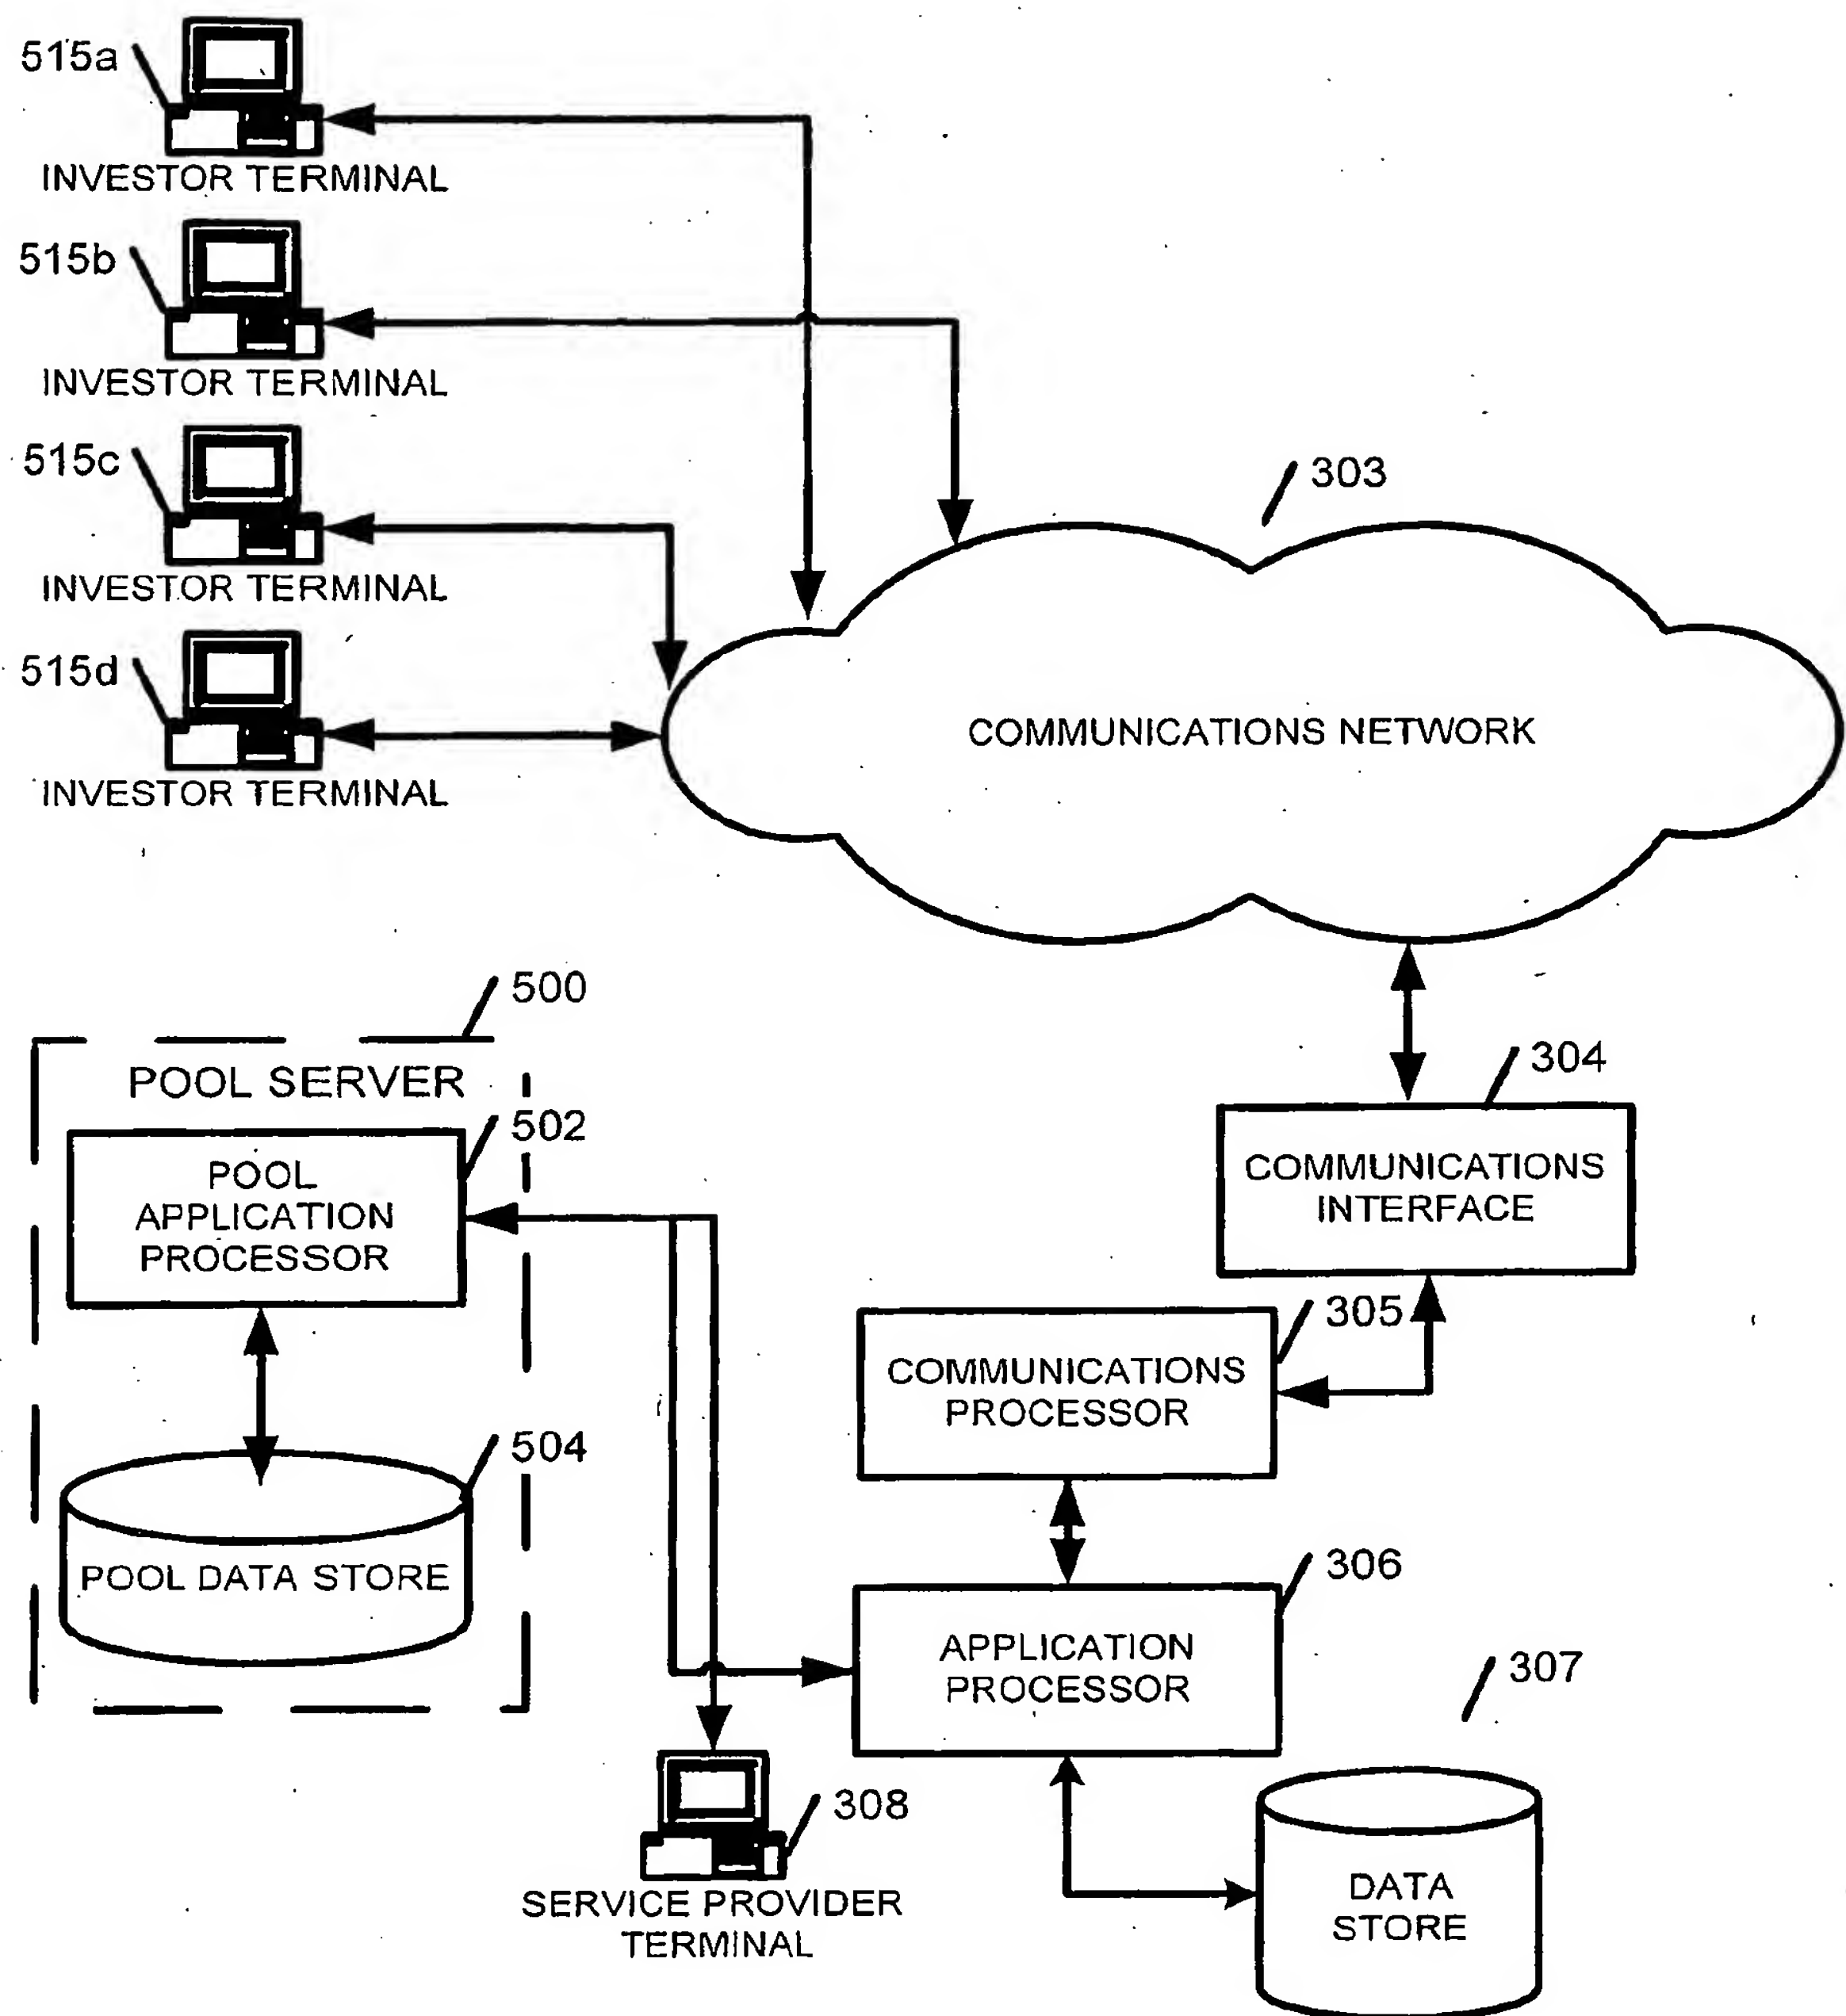 515a
INVESTOR TERMINAL
515b
INVESTOR TERMINAL
515c
INVESTOR TERMINAL
515d
INVESTOR TERMINAL
303
COMMUNICATIONS NETWORK
500
POOL SERVER
502
POOL
APPLICATION
PROCESSOR
504
POOL DATA STORE
304
COMMUNICATIONS
INTERFACE
305
COMMUNICATIONS
PROCESSOR
306
APPLICATION
PROCESSOR
307
DATA
STORE
308
SERVICE PROVIDER
TERMINAL